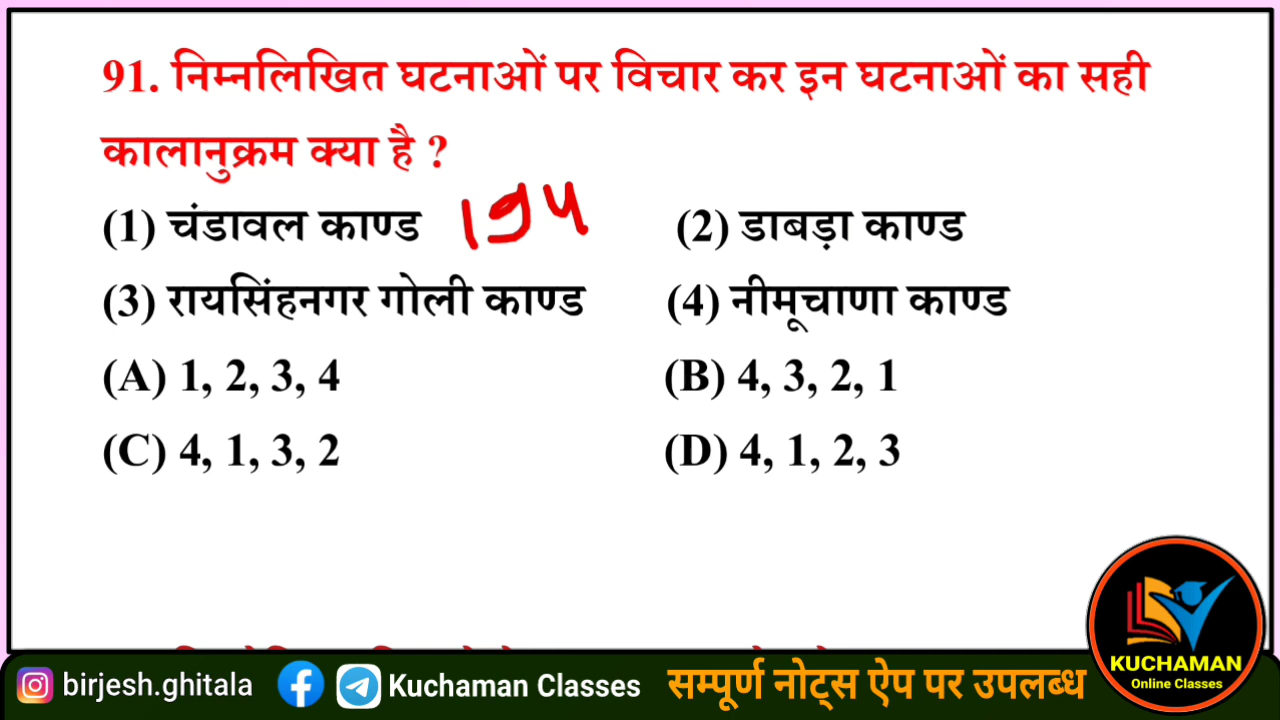 91. निम्नलिखित घटनाओं पर विचार कर इन घटनाओं का सही
कालानुक्रम क्या है ?
(1) चंडावल काण्ड 194 (2) डाबड़ा काण्ड
(3) रायसिंहनगर गोली काण्ड (4) नीमूचाणा काण्ड
(A) 1, 2, 3, 4 (B) 4, 3, 2, 1
(C) 4, 1, 3, 2 (D) 4, 1, 2, 3
birjesh.ghitala Kuchaman Classes सम्पूर्ण नोट्स ऐप पर उपलब्ध
KUCHAMAN
Online Classes